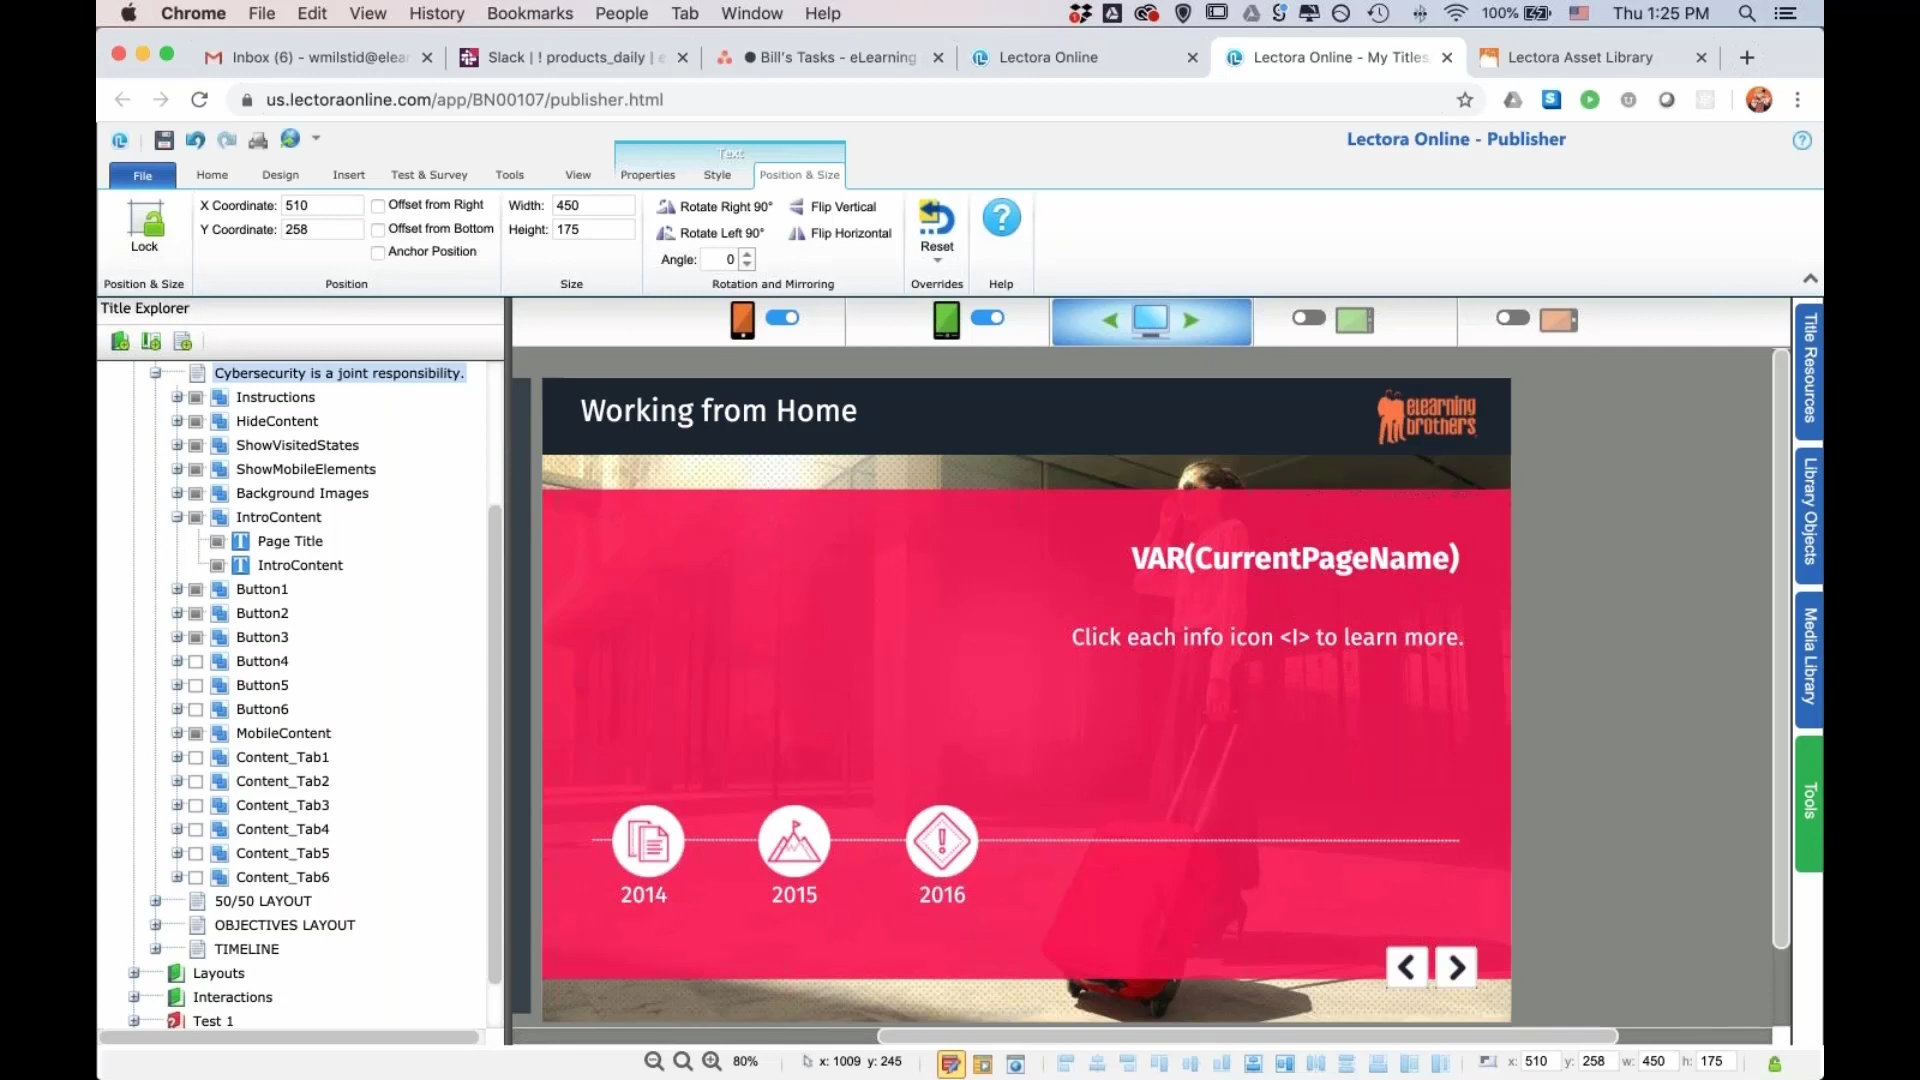 Chrome File Edit View History Bookmarks People Tab Window Help 100% Thu 1:25 PM
Inbox (6) - wmilstid@elear
Slack | ! products_daily | e
Bill's Tasks - eLearning
Lectora Online
Lectora Online - My Titles,
Lectora Asset Library
us.lectoraonline.com/app/BN00107/publisher.html
Lectora Online - Publisher
Text
File Home Design Insert Test & Survey Tools View Properties Style Position & Size
X Coordinate: 510 Offset from Right Width: 450 Rotate Right 90° Flip Vertical
Y Coordinate: 258 Offset from Bottom Height: 175 Rotate Left 90° Flip Horizontal
Lock Anchor Position Angle: 0 Reset
Position & Size Position Size Rotation and Mirroring Overrides Help
Title Explorer
Cybersecurity is a joint responsibility.
Instructions
HideContent
ShowVisitedStates
ShowMobileElements
Background Images
IntroContent
Page Title
IntroContent
Button1
Button2
Button3
Button4
Button5
Button6
MobileContent
Content_Tab1
Content_Tab2
Content_Tab3
Content_Tab4
Content_Tab5
Content_Tab6
50/50 LAYOUT
OBJECTIVES LAYOUT
TIMELINE
Layouts
Interactions
Test 1
Working from Home
eLearning
brothers
VAR(CurrentPageName)
Click each info icon <I> to learn more.
2014 2015 2016
Title Resources
Library Objects
Media Library
Tools
80% x: 1009 y: 245 x: 510 y: 258 w: 450 h: 175